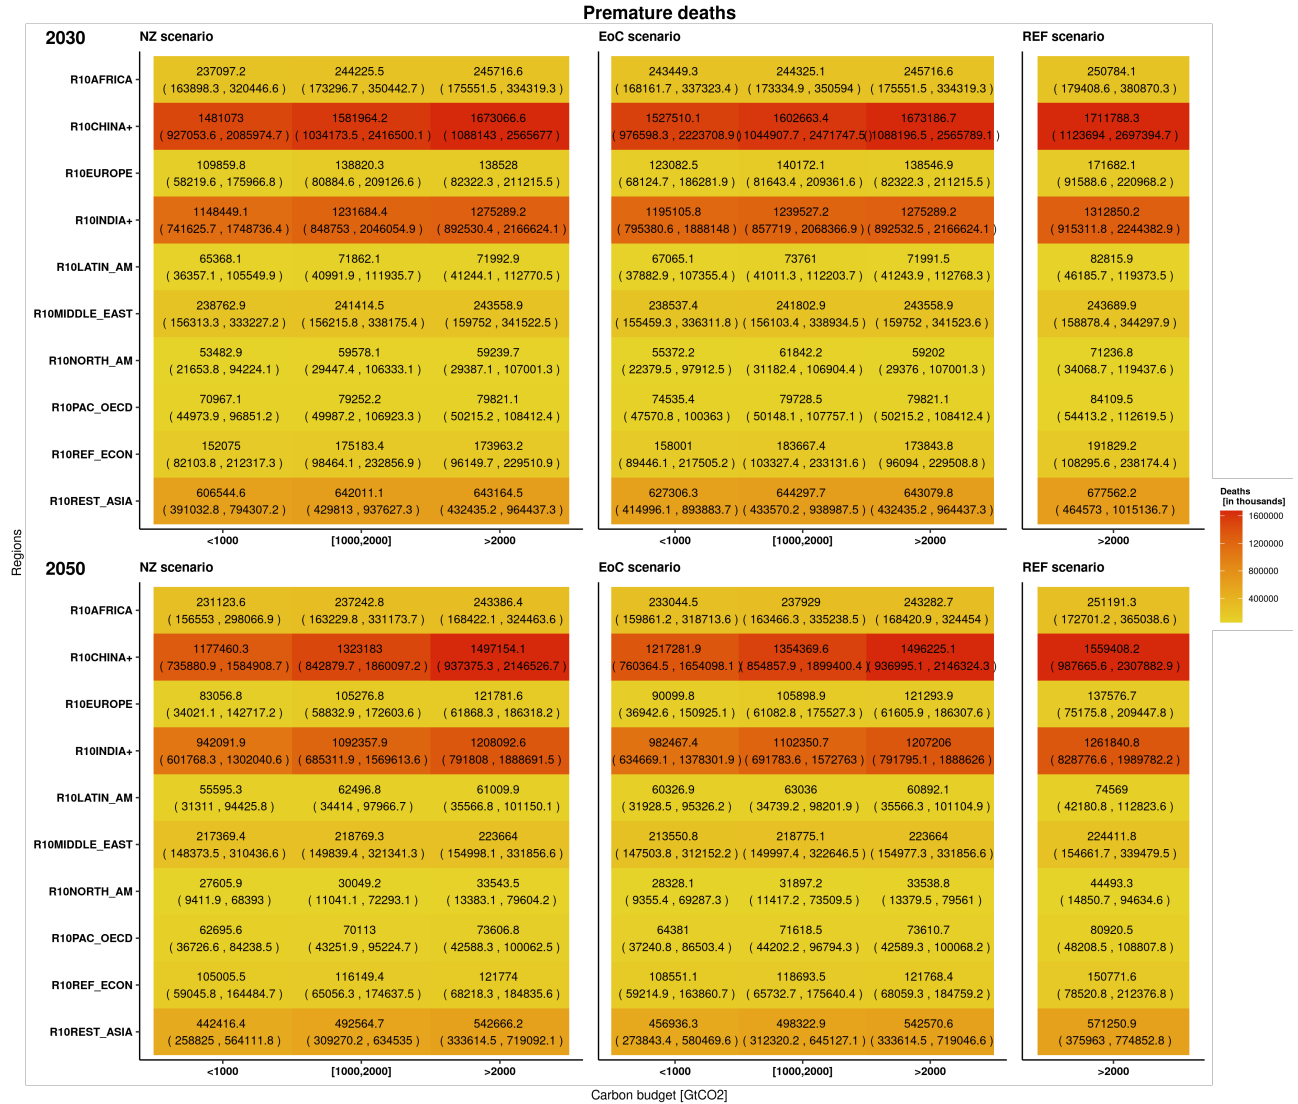 Premature deaths
2030 NZ scenario EoC scenario REF scenario
237097.2 244225.5 245716.6 243449.3 244325.1 245716.6 250784.1
R10AFRICA
( 163898.3 , 320446.6 ) ( 173296.7 , 350442.7 ) ( 175551.5 , 334319.3 ) ( 168161.7 , 337323.4 ) ( 173334.9 , 350594 ) ( 175551.5 , 334319.3 ) ( 179408.6 , 380870.3 )
1481073 1581964.2 1673066.6 1527510.1 1602663.4 1673186.7 1711788.3
R10CHINA+
( 927053.6 , 2085974.7 ) ( 1034173.5 , 2416500.1 ) ( 1088143 , 2565677 ) ( 976598.3 , 2223708.9 ) ( 1044907.7 , 2471747.5 ) ( 1088196.5 , 2565789.1 ) ( 1123694 , 2697394.7 )
109859.8 138820.3 138528 123082.5 140172.1 138546.9 171682.1
R10EUROPE
( 58219.6 , 175966.8 ) ( 80884.6 , 209126.6 ) ( 82322.3 , 211215.5 ) ( 68124.7 , 186281.9 ) ( 81643.4 , 209361.6 ) ( 82322.3 , 211215.5 ) ( 91588.6 , 220968.2 )
1148449.1 1231684.4 1275289.2 1195105.8 1239527.2 1275289.2 1312850.2
R10INDIA+
( 741625.7 , 1748736.4 ) ( 848753 , 2046054.9 ) ( 892530.4 , 2166624.1 ) ( 795380.6 , 1888148 ) ( 857719 , 2068366.9 ) ( 892532.5 , 2166624.1 ) ( 915311.8 , 2244382.9 )
65368.1 71862.1 71992.9 67065.1 73761 71991.5 82815.9
R10LATIN_AM
( 36357.1 , 105549.9 ) ( 40991.9 , 111935.7 ) ( 41244.1 , 112770.5 ) ( 37882.9 , 107355.4 ) ( 41011.3 , 112203.7 ) ( 41243.9 , 112768.3 ) ( 46185.7 , 119373.5 )
238762.9 241414.5 243558.9 238537.4 241802.9 243558.9 243689.9
R10MIDDLE_EAST
( 156313.3 , 333227.2 ) ( 156215.8 , 338175.4 ) ( 159752 , 341522.5 ) ( 155459.3 , 336311.8 ) ( 156103.4 , 338934.5 ) ( 159752 , 341523.6 ) ( 158878.4 , 344297.9 )
53482.9 59578.1 59239.7 55372.2 61842.2 59202 71236.8
R10NORTH_AM
( 21653.8 , 94224.1 ) ( 29447.4 , 106333.1 ) ( 29387.1 , 107001.3 ) ( 22379.5 , 97912.5 ) ( 31182.4 , 106904.4 ) ( 29376 , 107001.3 ) ( 34068.7 , 119437.6 )
70967.1 79252.2 79821.1 74535.4 79728.5 79821.1 84109.5
R10PAC_OECD
( 44973.9 , 96851.2 ) ( 49987.2 , 106923.3 ) ( 50215.2 , 108412.4 ) ( 47570.8 , 100363 ) ( 50148.1 , 107757.1 ) ( 50215.2 , 108412.4 ) ( 54413.2 , 112619.5 )
152075 175183.4 173963.2 158001 183667.4 173843.8 191829.2
R10REF_ECON
( 82103.8 , 212317.3 ) ( 98464.1 , 232856.9 ) ( 96149.7 , 229510.9 ) ( 89446.1 , 217505.2 ) ( 103327.4 , 233131.6 ) ( 96094 , 229508.8 ) ( 108295.6 , 238174.4 )
606544.6 642011.1 643164.5 627306.3 644297.7 643079.8 677562.2
R10REST_ASIA
( 391032.8 , 794307.2 ) ( 429813 , 937627.3 ) ( 432435.2 , 964437.3 ) ( 414996.1 , 893883.7 ) ( 433570.2 , 938987.5 ) ( 432435.2 , 964437.3 ) ( 464573 , 1015136.7 )
<1000 [1000,2000] >2000 <1000 [1000,2000] >2000 >2000
Regions
Deaths
[in thousands]
1600000
1200000
800000
400000
2050 NZ scenario EoC scenario REF scenario
231123.6 237242.8 243386.4 233044.5 237929 243282.7 251191.3
R10AFRICA
( 156553 , 298066.9 ) ( 163229.8 , 331173.7 ) ( 168422.1 , 324463.6 ) ( 159861.2 , 318713.6 ) ( 163466.3 , 335238.5 ) ( 168420.9 , 324454 ) ( 172701.2 , 365038.6 )
1177460.3 1323183 1497154.1 1217281.9 1354369.6 1496225.1 1559408.2
R10CHINA+
( 735880.9 , 1584908.7 ) ( 842879.7 , 1860097.2 ) ( 937375.3 , 2146526.7 ) ( 760364.5 , 1654098.1 ) ( 854857.9 , 1899400.4 ) ( 936995.1 , 2146324.3 ) ( 987665.6 , 2307882.9 )
83056.8 105276.8 121781.6 90099.8 105898.9 121293.9 137576.7
R10EUROPE
( 34021.1 , 142717.2 ) ( 58832.9 , 172603.6 ) ( 61868.3 , 186318.2 ) ( 36942.6 , 150925.1 ) ( 61082.8 , 175527.3 ) ( 61605.9 , 186307.6 ) ( 75175.8 , 209447.8 )
942091.9 1092357.9 1208092.6 982467.4 1102350.7 1207206 1261840.8
R10INDIA+
( 601768.3 , 1302040.6 ) ( 685311.9 , 1569613.6 ) ( 791808 , 1888691.5 ) ( 634669.1 , 1378301.9 ) ( 691783.6 , 1572763 ) ( 791795.1 , 1888626 ) ( 828776.6 , 1989782.2 )
55595.3 62496.8 61009.9 60326.9 63036 60892.1 74569
R10LATIN_AM
( 31311 , 94425.8 ) ( 34414 , 97966.7 ) ( 35566.8 , 101150.1 ) ( 31928.5 , 95326.2 ) ( 34739.2 , 98201.9 ) ( 35566.3 , 101104.9 ) ( 42180.8 , 112823.6 )
217369.4 218769.3 223664 213550.8 218775.1 223664 224411.8
R10MIDDLE_EAST
( 148373.5 , 310436.6 ) ( 149839.4 , 321341.3 ) ( 154998.1 , 331856.6 ) ( 147503.8 , 312152.2 ) ( 149997.4 , 322646.5 ) ( 154977.3 , 331856.6 ) ( 154661.7 , 339479.5 )
27605.9 30049.2 33543.5 28328.1 31897.2 33538.8 44493.3
R10NORTH_AM
( 9411.9 , 68393 ) ( 11041.1 , 72293.1 ) ( 13383.1 , 79604.2 ) ( 9355.4 , 69287.3 ) ( 11417.2 , 73509.5 ) ( 13379.5 , 79561 ) ( 14850.7 , 94634.6 )
62695.6 70113 73606.8 64381 71618.5 73610.7 80920.5
R10PAC_OECD
( 36726.6 , 84238.5 ) ( 43251.9 , 95224.7 ) ( 42588.3 , 100062.5 ) ( 37240.8 , 86503.4 ) ( 44202.2 , 96794.3 ) ( 42589.3 , 100068.2 ) ( 48208.5 , 108807.8 )
105005.5 116149.4 121774 108551.1 118693.5 121768.4 150771.6
R10REF_ECON
( 59045.8 , 164484.7 ) ( 65056.3 , 174637.5 ) ( 68218.3 , 184835.6 ) ( 59214.9 , 163860.7 ) ( 65732.7 , 175640.4 ) ( 68059.3 , 184759.2 ) ( 78520.8 , 212376.8 )
442416.4 492564.7 542666.2 456936.3 498322.9 542570.6 571250.9
R10REST_ASIA
( 258825 , 564111.8 ) ( 309270.2 , 634535 ) ( 333614.5 , 719092.1 ) ( 273843.4 , 580469.6 ) ( 312320.2 , 645127.1 ) ( 333614.5 , 719046.6 ) ( 375963 , 774852.8 )
<1000 [1000,2000] >2000 <1000 [1000,2000] >2000 >2000
Carbon budget [GtCO2]